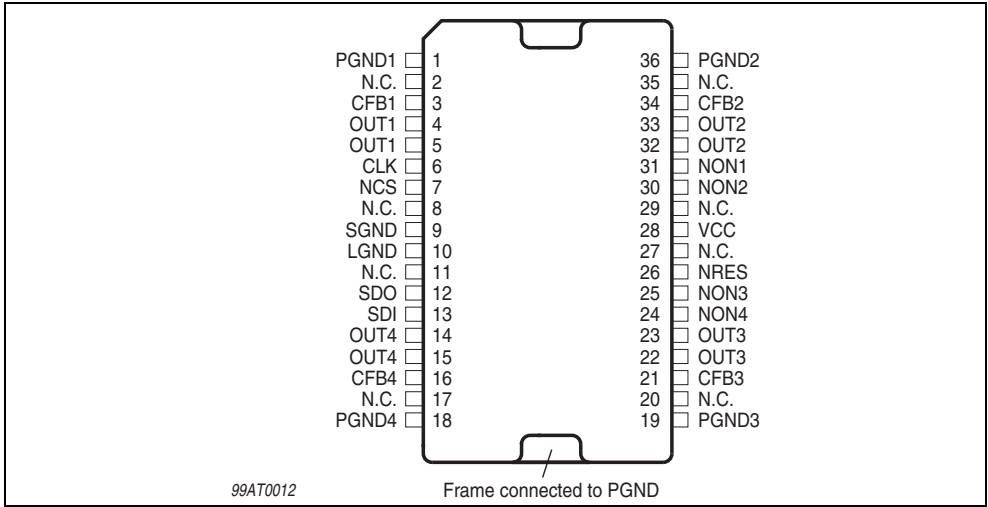 PGND1 1 36 PGND2
N.C. 2 35 N.C.
CFB1 3 34 CFB2
OUT1 4 33 OUT2
OUT1 5 32 OUT2
CLK 6 31 NON1
NCS 7 30 NON2
N.C. 8 29 N.C.
SGND 9 28 VCC
LGND 10 27 N.C.
N.C. 11 26 NRES
SDO 12 25 NON3
SDI 13 24 NON4
OUT4 14 23 OUT3
OUT4 15 22 OUT3
CFB4 16 21 CFB3
N.C. 17 20 N.C.
PGND4 18 19 PGND3
99AT0012 Frame connected to PGND